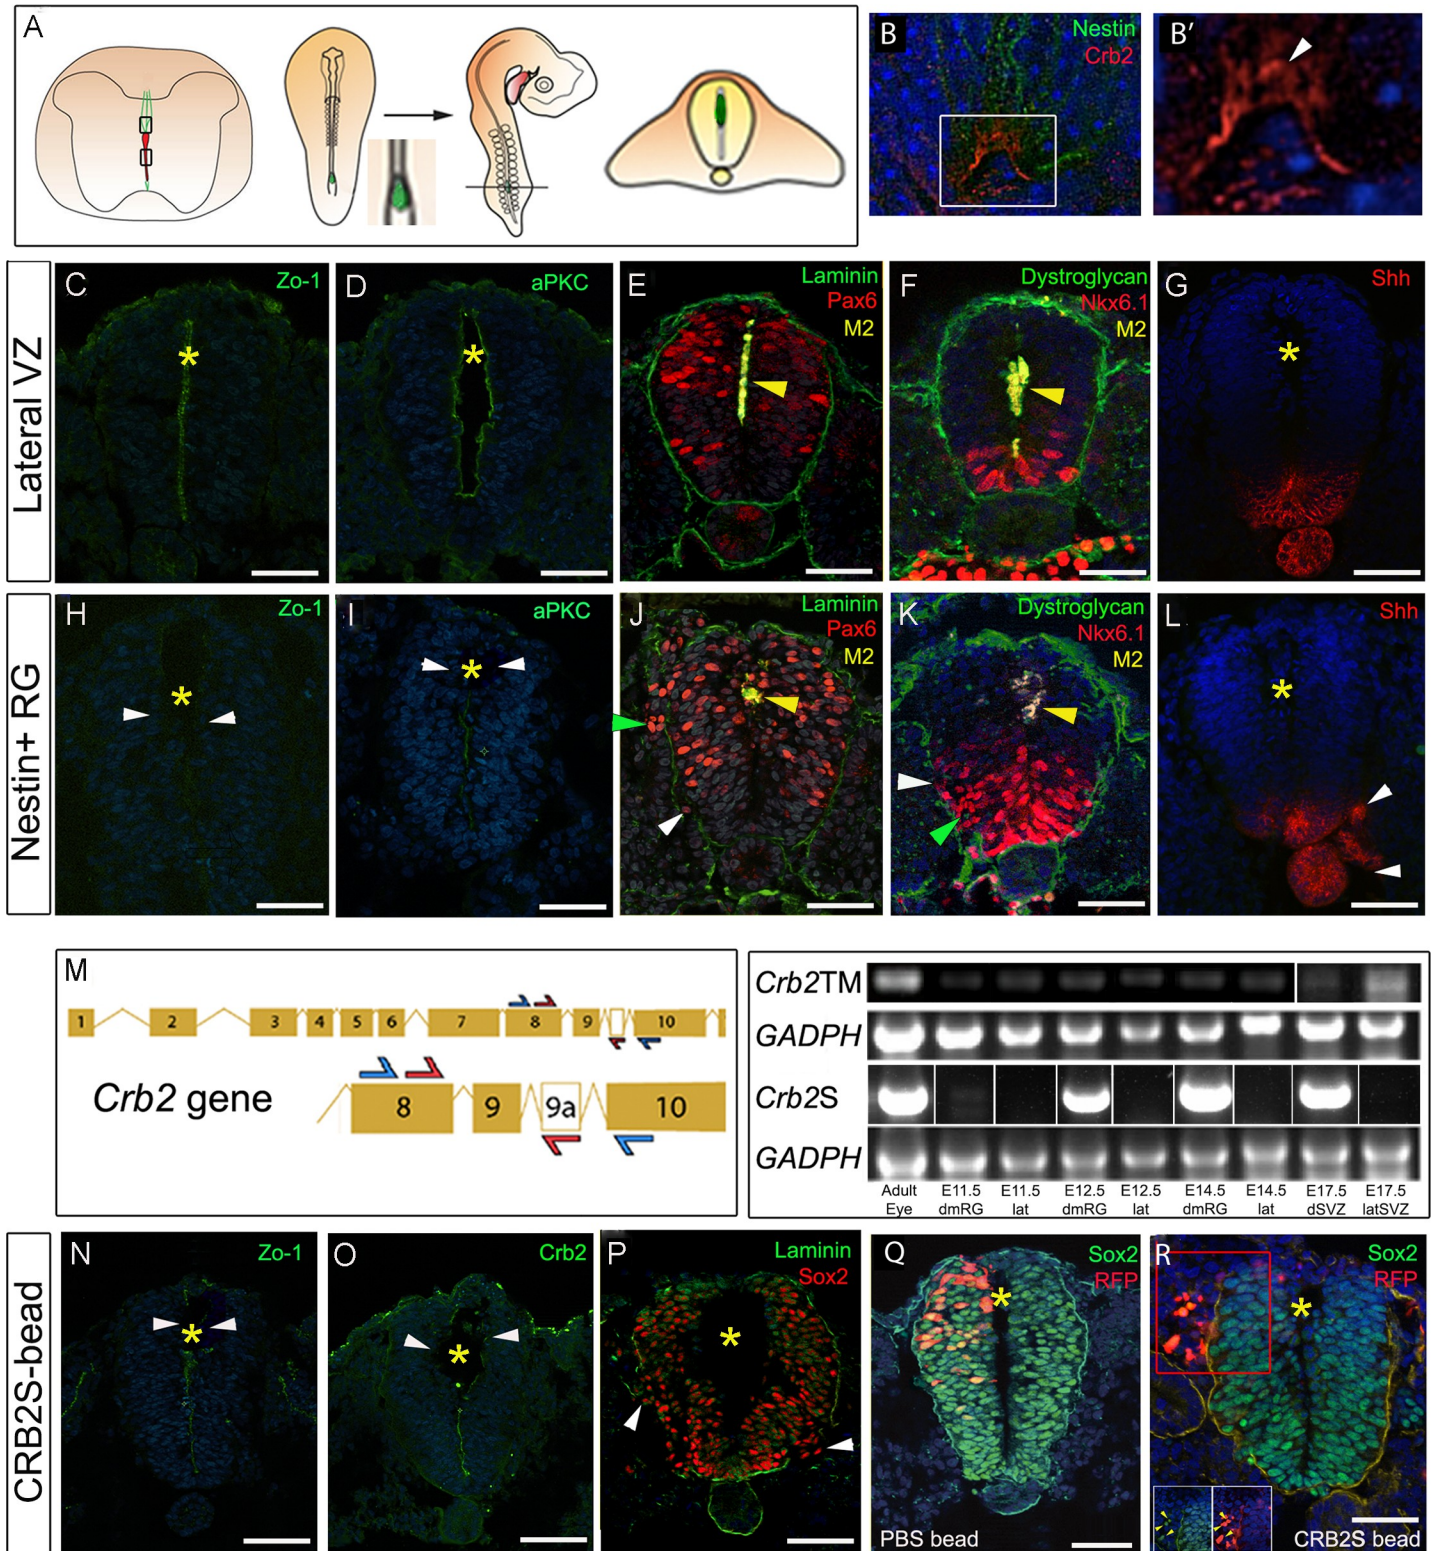 A
B
Nestin
Crb2
B′
Lateral VZ
C
Zo-1
D
aPKC
E
Laminin
Pax6
M2
F
Dystroglycan
Nkx6.1
M2
G
Shh
Nestin+ RG
H
Zo-1
I
aPKC
J
Laminin
Pax6
M2
K
Dystroglycan
Nkx6.1
M2
L
Shh
M
1 2 3 4 5 6 7 8 9 10
Crb2 gene
8 9 9a 10
Crb2TM
GADPH
Crb2S
GADPH
Adult Eye
E11.5 dmRG
E11.5 lat
E12.5 dmRG
E12.5 lat
E14.5 dmRG
E14.5 lat
E17.5 dSVZ
E17.5 latSVZ
CRB2S-bead
N
Zo-1
O
Crb2
P
Laminin
Sox2
Q
Sox2
RFP
PBS bead
R
Sox2
RFP
CRB2S bead